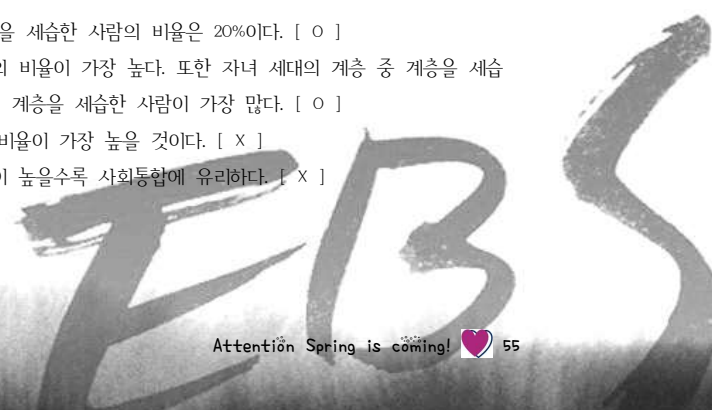 을 세습한 사람의 비율은 20%이다. [ O ]
의 비율이 가장 높다. 또한 자녀 세대의 계층 중 계층을 세습
계층을 세습한 사람이 가장 많다. [ O ]
비율이 가장 높을 것이다. [ X ]
이 높을수록 사회통합에 유리하다. [ X ]
EBS
Attention Spring is coming! 55